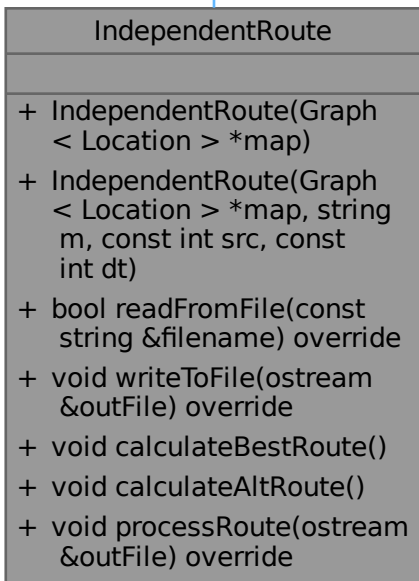 IndependentRoute
+ IndependentRoute(Graph
< Location > *map)
+ IndependentRoute(Graph
< Location > *map, string
m, const int src, const
int dt)
+ bool readFromFile(const
string &filename) override
+ void writeToFile(ostream
&outFile) override
+ void calculateBestRoute()
+ void calculateAltRoute()
+ void processRoute(ostream
&outFile) override